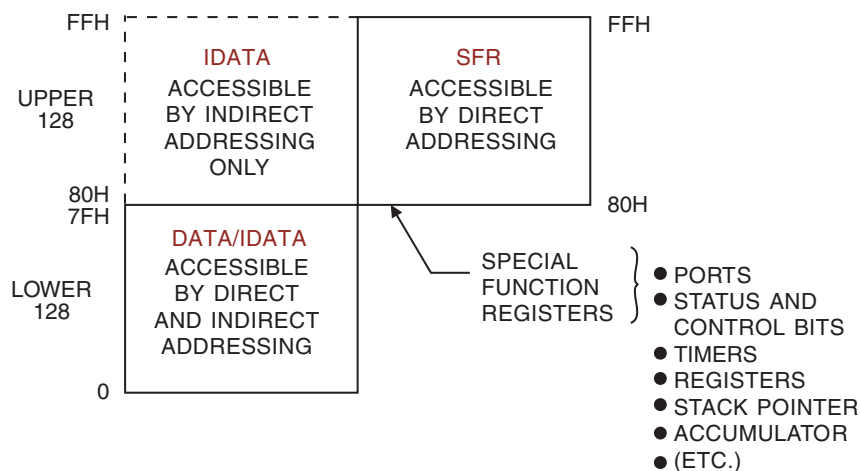 FFH
UPPER
128
80H
7FH
LOWER
128
0
IDATA
ACCESSIBLE
BY INDIRECT
ADDRESSING
ONLY
SFR
ACCESSIBLE
BY DIRECT
ADDRESSING
FFH
80H
DATA/IDATA
ACCESSIBLE
BY DIRECT
AND INDIRECT
ADDRESSING
SPECIAL
FUNCTION
REGISTERS
● PORTS
● STATUS AND
CONTROL BITS
● TIMERS
● REGISTERS
● STACK POINTER
● ACCUMULATOR
● (ETC.)